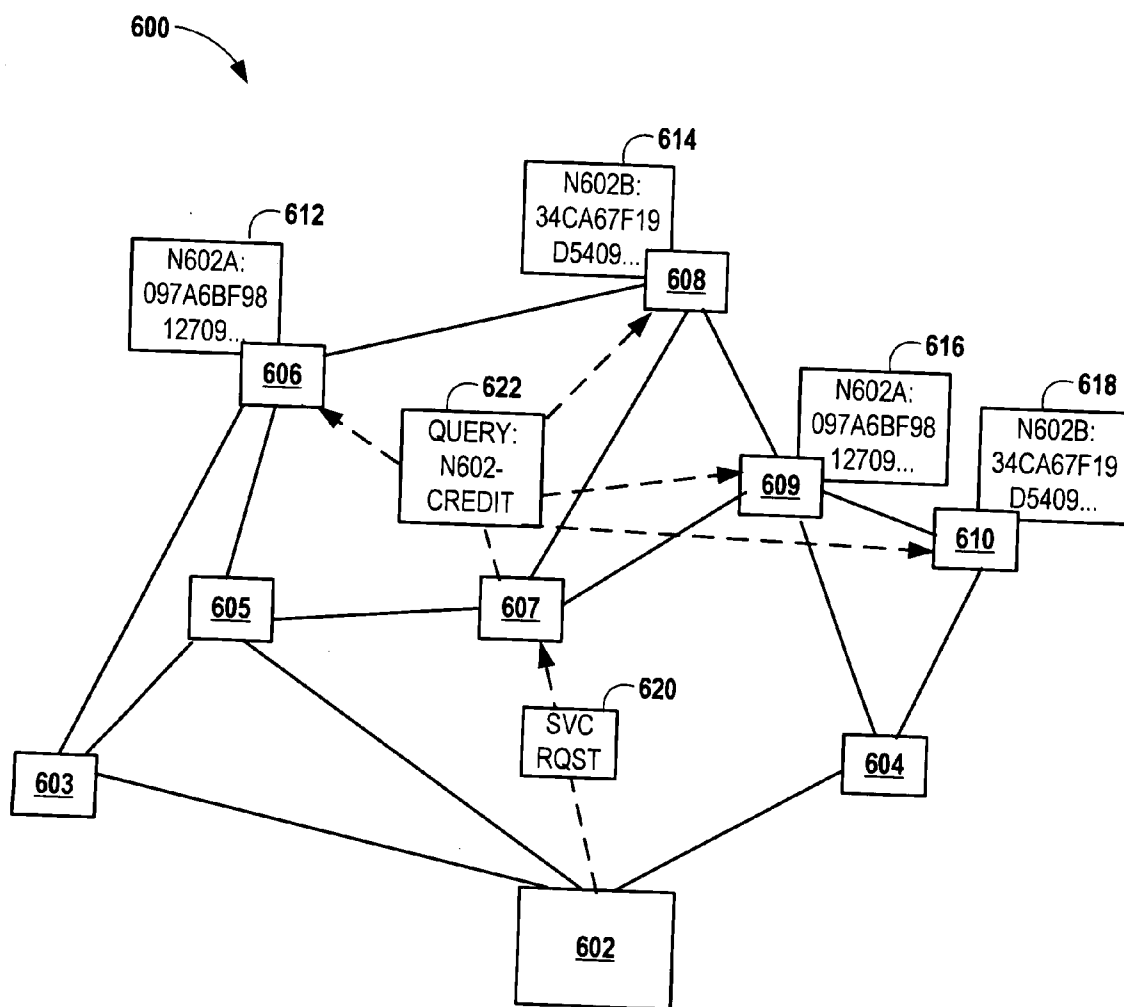 600
614
N602B:
34CA67F19
D5409...
612
N602A:
097A6BF98
12709...
608
616
N602A:
097A6BF98
12709...
606
622
QUERY:
N602-
CREDIT
618
N602B:
34CA67F19
D5409...
609
610
605
607
620
SVC
RQST
603
604
602